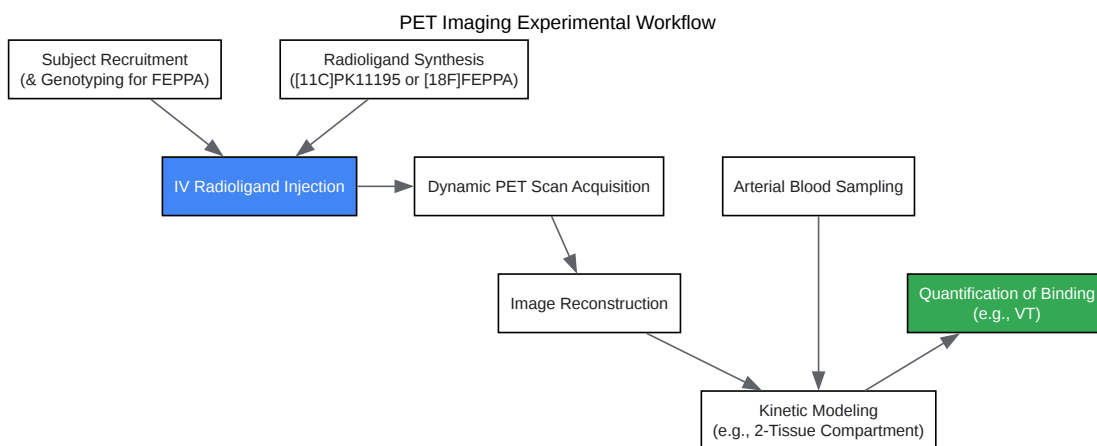 PET Imaging Experimental Workflow
Subject Recruitment
(& Genotyping for FEPPA)
Radioligand Synthesis
([11C]PK11195 or [18F]FEPPA)
IV Radioligand Injection
Dynamic PET Scan Acquisition
Arterial Blood Sampling
Image Reconstruction
Quantification of Binding
(e.g., VT)
Kinetic Modeling
(e.g., 2-Tissue Compartment)